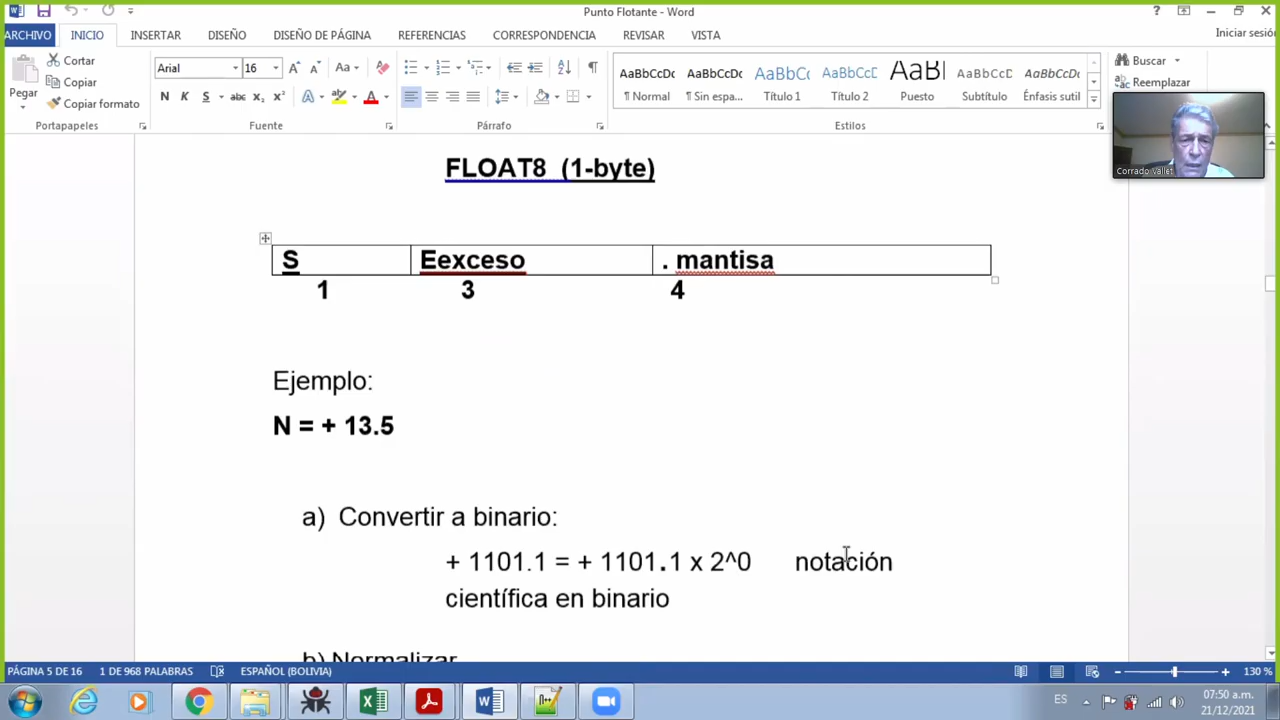 Punto Flotante - Word
ARCHIVO INICIO INSERTAR DISEÑO DISEÑO DE PÁGINA REFERENCIAS CORRESPONDENCIA REVISAR VISTA Iniciar sesió
Cortar
Copiar
Copiar formato
Pegar
Arial 16
Buscar
Reemplazar
AaBbCcDc AaBbCcDc AaBbCc AaBbCcD AaBl AaBbCcD AaBbCcDc
¶ Normal ¶ Sin espa... Título 1 Título 2 Puesto Subtítulo Énfasis sutil
Portapapeles Fuente Párrafo Estilos
Corrado Vallet
FLOAT8 (1-byte)
S Eexceso . mantisa
1 3 4
Ejemplo:
N = + 13.5
a) Convertir a binario:
+ 1101.1 = + 1101.1 x 2^0 notación
científica en binario
b) Normalizar
PÁGINA 5 DE 16 1 DE 968 PALABRAS ESPAÑOL (BOLIVIA) 130 %
ES 07:50 a.m.
21/12/2021